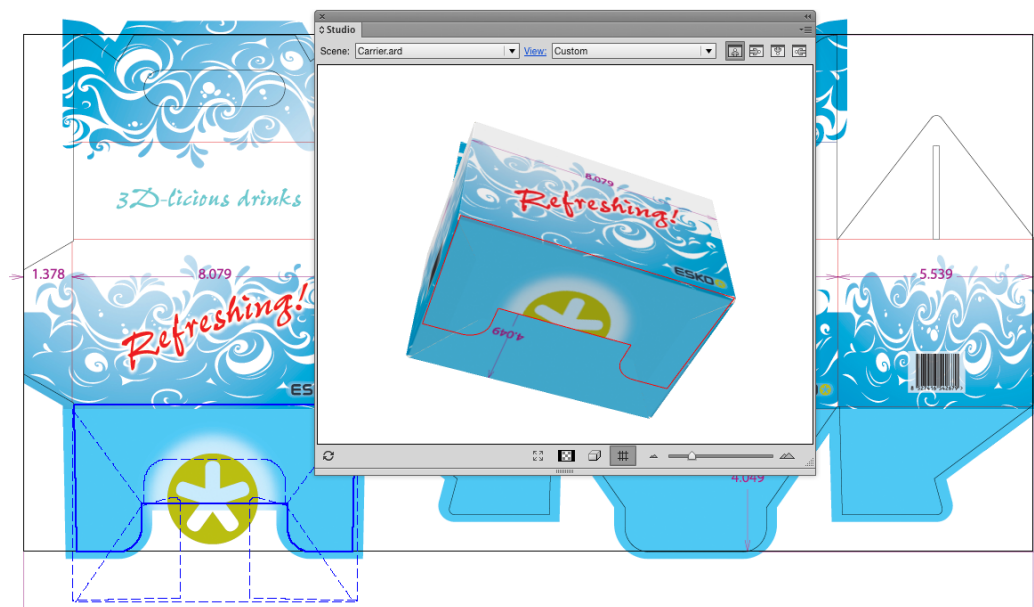 Studio
Scene: Carrier.ard View: Custom
3D-licious drinks
8.079
Refreshing!
ESKO
4.049
1.378
8.079
5.539
Refreshing!
ES
4.049